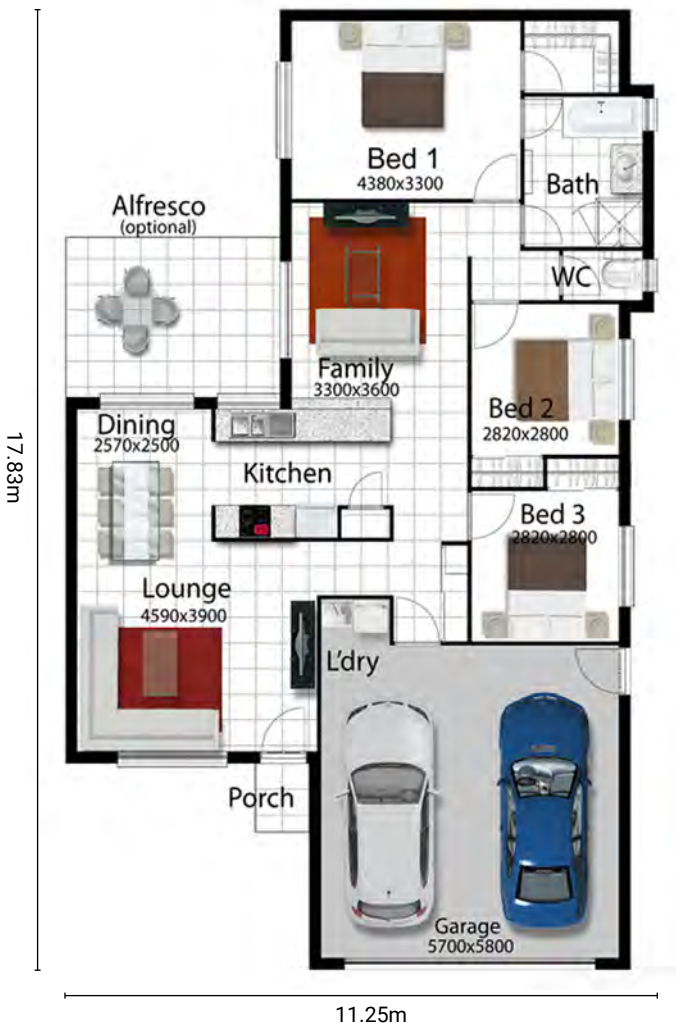 Bed 1
4380x3300
Bath
Alfresco
(optional)
WC
Family
3300x3600
Bed 2
2820x2800
Dining
2570x2500
Kitchen
Bed 3
2820x2800
Lounge
4590x3900
L'dry
Porch
Garage
5700x5800
17.83m
11.25m